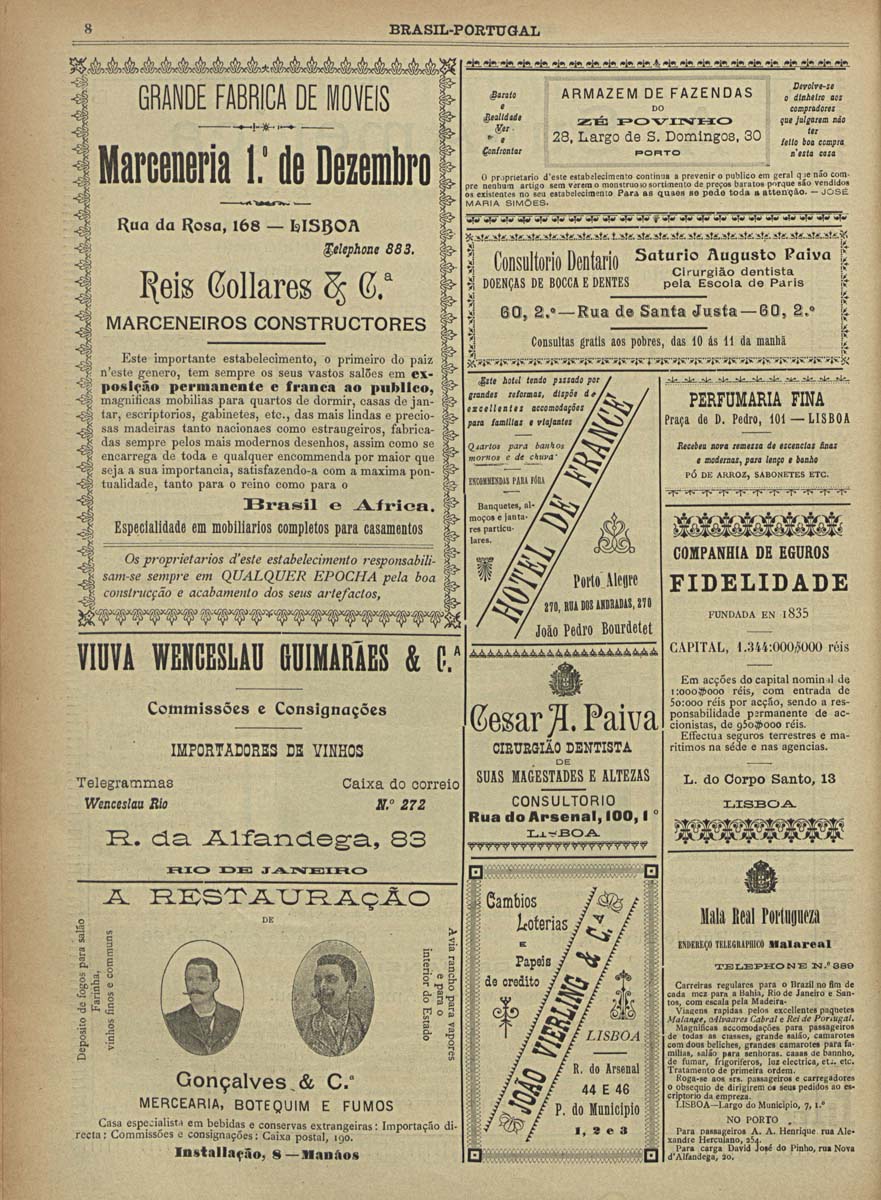 8
BRASIL-PORTUGAL
GRANDE FABRICA DE MOVEIS
Marceneria 1.º de Dezembro
Rua da Rosa, 168 — LISBOA
Telephone 883.
Reis Collares & C.ª
MARCENEIROS CONSTRUCTORES
Este importante estabelecimento, o primeiro do paiz
n'este genero, tem sempre os seus vastos salões em ex-
posição permanente e franca ao publico,
magnificas mobilias para quartos de dormir, casas de jan-
tar, escriptorios, gabinetes, etc., das mais lindas e precio-
sas madeiras tanto nacionaes como estraugeiros, fabrica-
das sempre pelos mais modernos desenhos, assim como se
encarrega de toda e qualquer encommenda por maior que
seja a sua importancia, satisfazendo-a com a maxima pon-
tualidade, tanto para o reino como para o
Brasil e Africa.
Especialidade em mobiliarios completos para casamentos
Os proprietarios d'este estabelecimento responsabili-
sam-se sempre em QUALQUER EPOCHA pela boa
construcção e acabamento dos seus artefactos,
VIUVA WENCESLAU GUIMARÃES & C.ª
Commissões e Consignações
IMPORTADORES DE VINHOS
Telegrammas
Wenceslau Rio
Caixa do correio
N.º 272
R. da Alfandega, 83
RIO DE JANEIRO
A RESTAURAÇÃO
DE
Deposito de fogos para salão
Farinha,
vinhos finos e communs
Avia rancho para vapores
e para o
interior do Estado
Gonçalves & C.ª
MERCEARIA, BOTEQUIM E FUMOS
Casa especialista em bebidas e conservas extrangeiras: Importação di-
recta: Commissões e consignações: Caixa postal, 190.
Installação, 8 — Manáos
Barato
e
Realidade
Ver
e
Confrontar
ARMAZEM DE FAZENDAS
DO
ZÉ POVINHO
28, Largo de S. Domingos, 30
PORTO
Devolve-se
o dinheiro aos
compradores
que julgarem não
ter
feito boa compra
n'esta casa
O proprietario d'este estabelecimento continua a prevenir o publico em geral que não com-
pre nenhum artigo sem verem o monstruoso sortimento de preços baratos porque são vendidos
os existentes no seu estabelecimento Para as quaes se pede toda a attenção. — JOSÉ
MARIA SIMÕES.
Consultorio Dentario
DOENÇAS DE BOCCA E DENTES
Saturio Augusto Paiva
Cirurgião dentista
pela Escola de Paris
60, 2.º — Rua de Santa Justa — 60, 2.º
Consultas gratis aos pobres, das 10 ás 11 da manhã
Este hotel tendo passado por
grandes reformas, dispõe de
excellentes accomodações
para familias e viajantes
Quartos para banhos
mornos e de chuva
ENCOMMENDAS PARA FÓRA
Banquetes, al-
moços e janta-
res particu-
lares.
HOTEL DE FRANCE
Porto Alegre
270, RUA DOS ANDRADAS, 270
João Pedro Bourdetet
Cesar A. Paiva
CIRURGIÃO DENTISTA
DE
SUAS MAGESTADES E ALTEZAS
CONSULTORIO
Rua do Arsenal, 100, 1º
LISBOA
Cambios
Loterias
E
Papeis
de credito
JOÃO VIERLING & C.ª
LISBOA
R. do Arsenal
44 E 46
P. do Municipio
1, 2 e 3
PERFUMARIA FINA
Praça de D. Pedro, 101 — LISBOA
Recebeu nova remessa de escencias finas
e modernas, para lenço e banho
PÓ DE ARROZ, SABONETES ETC.
COMPANHIA DE EGUROS
FIDELIDADE
FUNDADA EN 1835
CAPITAL, 1.344:000$000 réis
Em acções do capital nominal de
1:000$000 réis, com entrada de
50:000 réis por acção, sendo a res-
ponsabilidade permanente de ac-
cionistas, de 950$000 réis.
Effectua seguros terrestres e ma-
ritimos na séde e nas agencias.
L. do Corpo Santo, 13
LISBOA
Mala Real Portugueza
ENDEREÇO TELEGRAPHICO Malareal
TELEPHONE N.º 889
Carreiras regulares para o Brazil no fim de
cada mez para a Bahia, Rio de Janeiro e San-
tos, com escala pela Madeira.
Viagens rapidas pelos excellentes paquetes
Malange, Alvares Cabral e Rei de Portugal.
Magnificas accomodações para passageiros
de todas as classes, grande salão, camarotes
com dous beliches, grandes camarotes para fa-
milias, salão para senhoras, casas de banho,
de fumar, frigorificos, luz electrica, etc. etc.
Tratamento de primeira ordem.
Roga-se aos srs. passageiros e carregadores
o obsequio de dirigirem os seus pedidos ao es-
criptorio da empreza.
LISBOA—Largo do Municipio, 7, 1.º
NO PORTO
Para passageiros A. A. Henrique rua Ale-
xandre Herculano, 254.
Para carga David José do Pinho, rua Nova
d'Alfandega, 20.